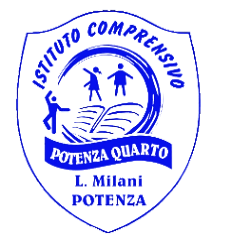 ISTITUTO COMPRENSIVO
POTENZA QUARTO
L. Milani
POTENZA